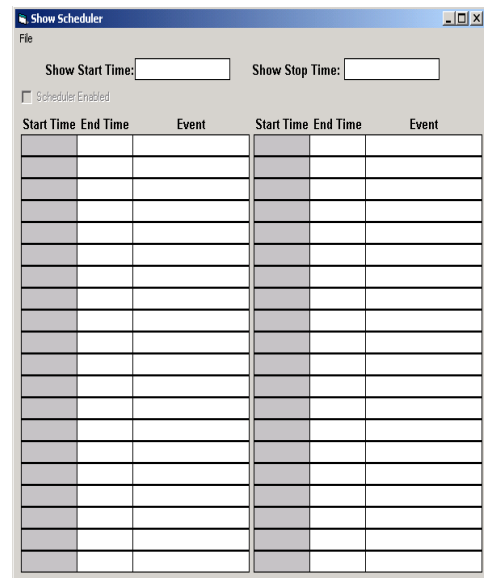 Show Scheduler
File
Show Start Time: Show Stop Time:
Scheduler Enabled
Start Time End Time Event Start Time End Time Event